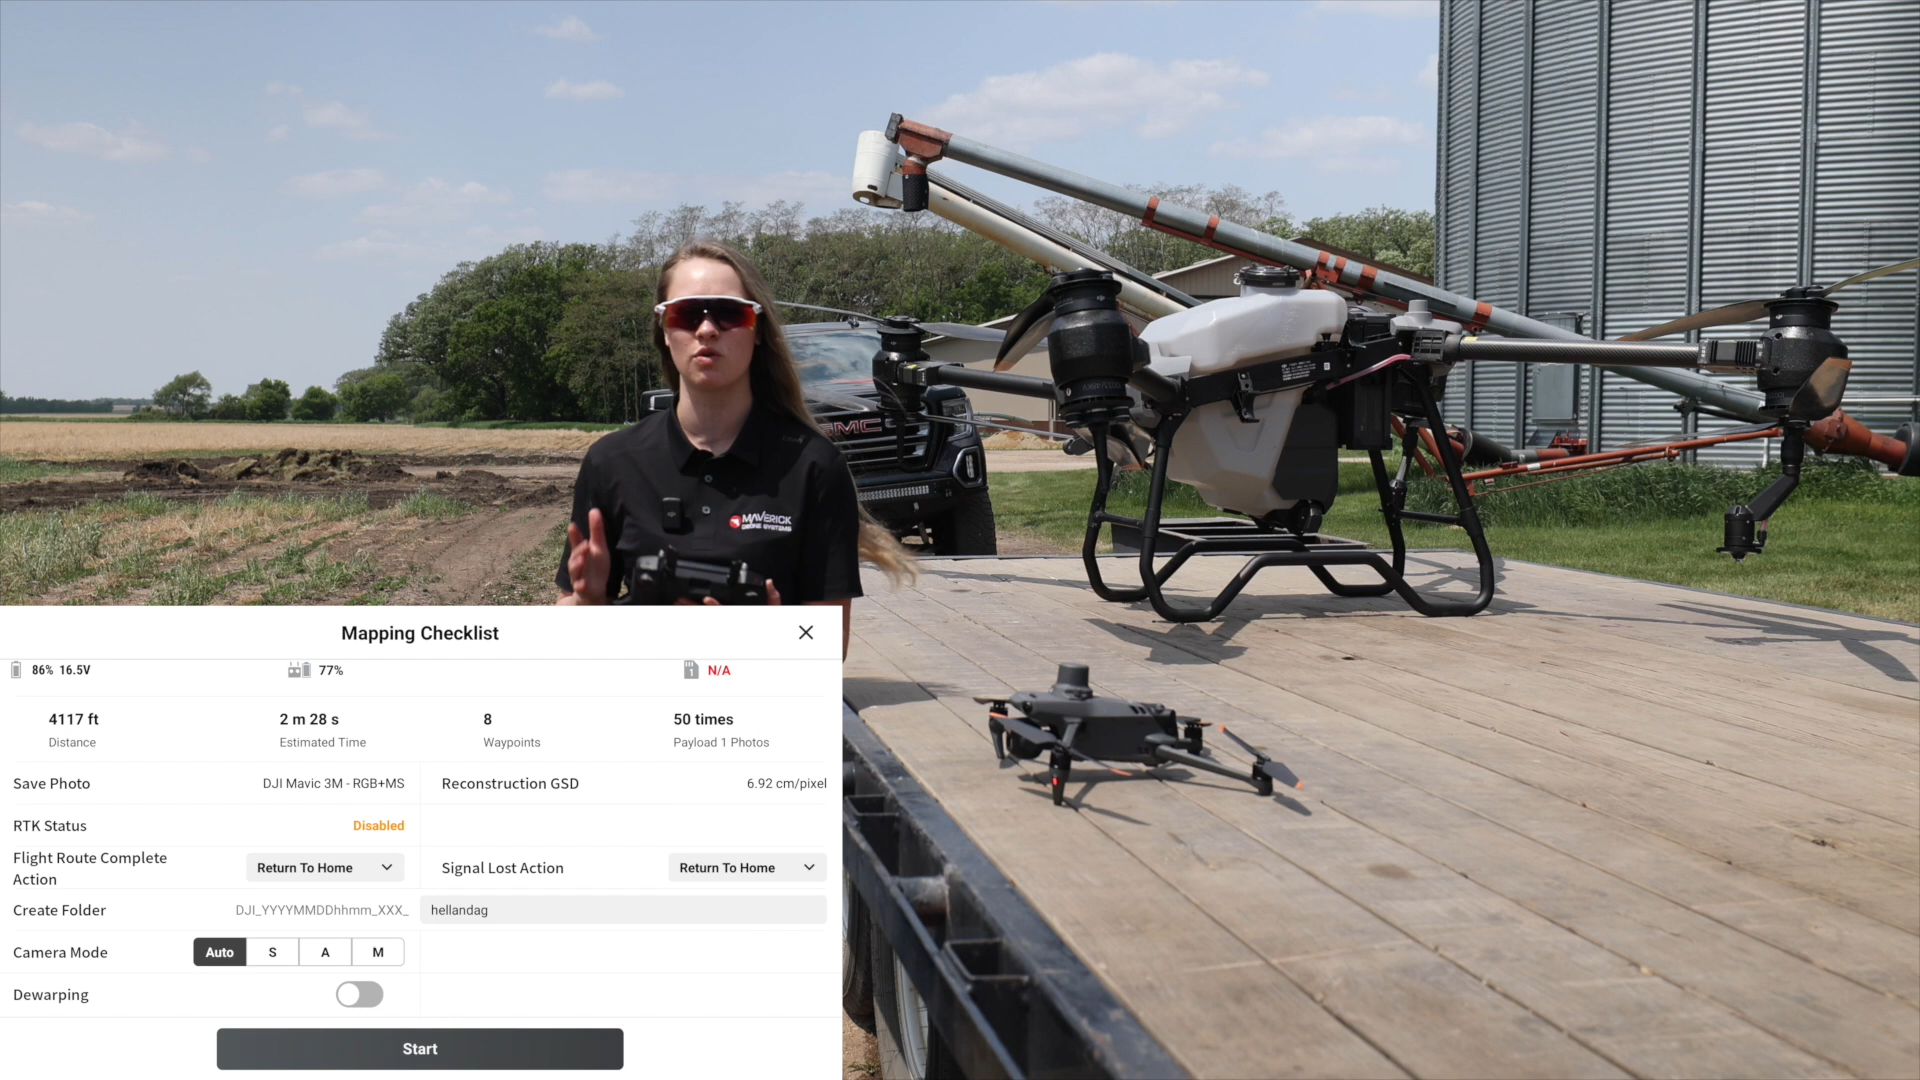 GMC
MAVERICK
DRONE SYSTEMS
Mapping Checklist
86% 16.5V
77%
1
N/A
4117 ft
2 m 28 s
8
50 times
Distance
Estimated Time
Waypoints
Payload 1 Photos
Save Photo
DJI Mavic 3M - RGB+MS
Reconstruction GSD
6.92 cm/pixel
RTK Status
Disabled
Flight Route Complete
Action
Return To Home
Signal Lost Action
Return To Home
Create Folder
DJI_YYYYMMDDhhmm_XXX_
hellandag
Camera Mode
Auto
S
A
M
Dewarping
Start